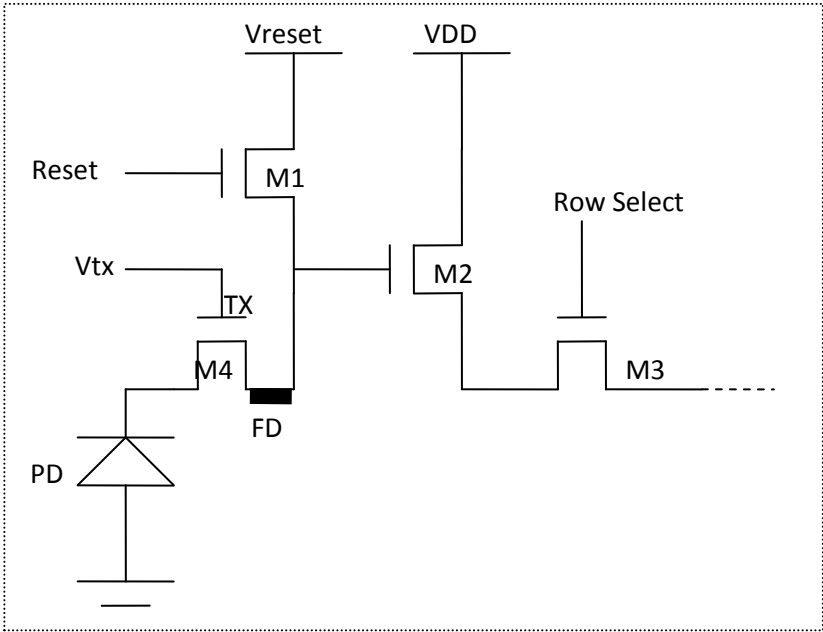 Vreset
VDD
Reset
M1
Row Select
Vtx
M2
TX
M4
M3
FD
PD